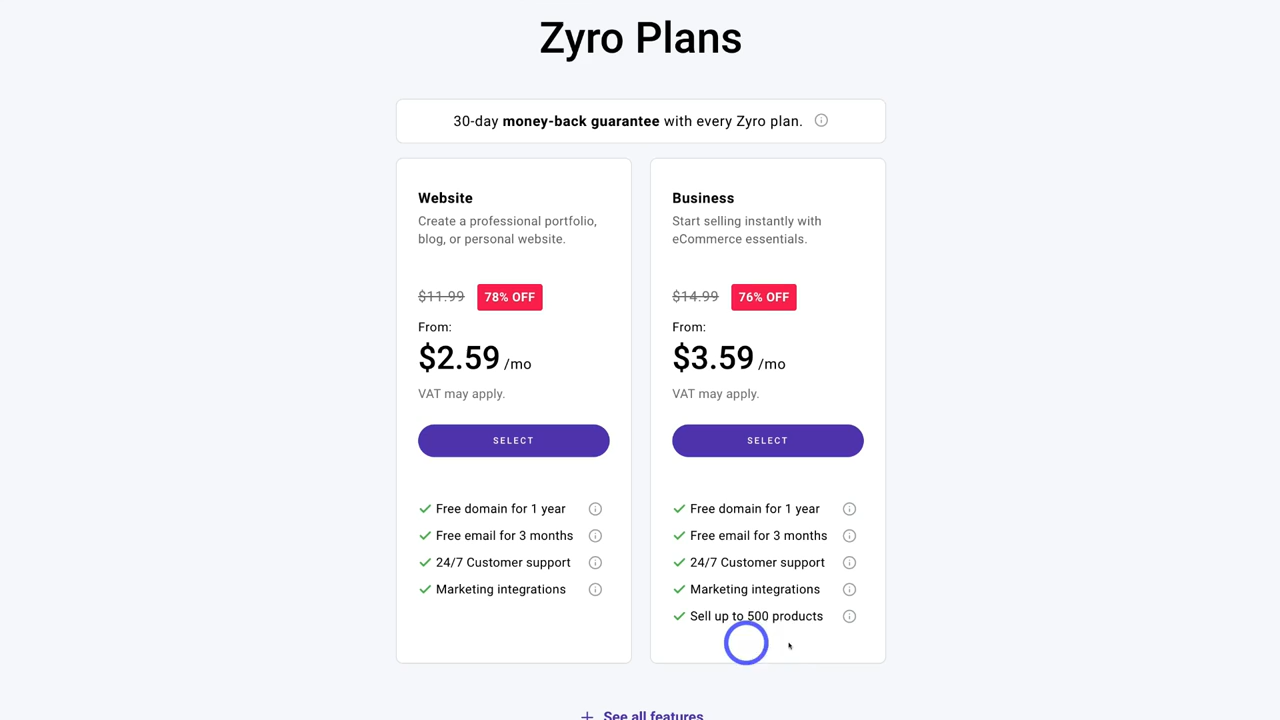 Zyro Plans
30-day money-back guarantee with every Zyro plan.
Website
Create a professional portfolio,
blog, or personal website.
$11.99 78% OFF
From:
$2.59 /mo
VAT may apply.
SELECT
Free domain for 1 year
Free email for 3 months
24/7 Customer support
Marketing integrations
Business
Start selling instantly with
eCommerce essentials.
$14.99 76% OFF
From:
$3.59 /mo
VAT may apply.
SELECT
Free domain for 1 year
Free email for 3 months
24/7 Customer support
Marketing integrations
Sell up to 500 products
+ See all features